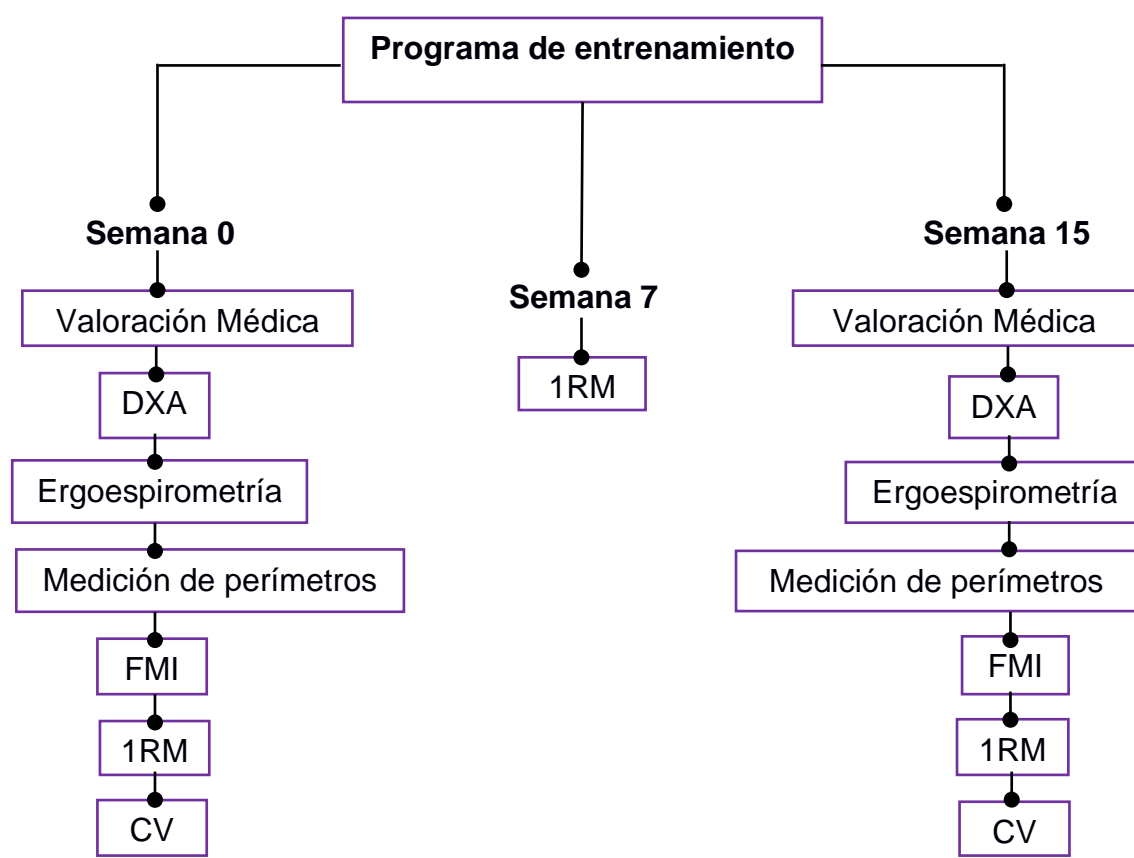 Programa de entrenamiento
Semana 0
Valoración Médica
DXA
Ergoespirometría
Medición de perímetros
FMI
1RM
CV
Semana 7
1RM
Semana 15
Valoración Médica
DXA
Ergoespirometría
Medición de perímetros
FMI
1RM
CV